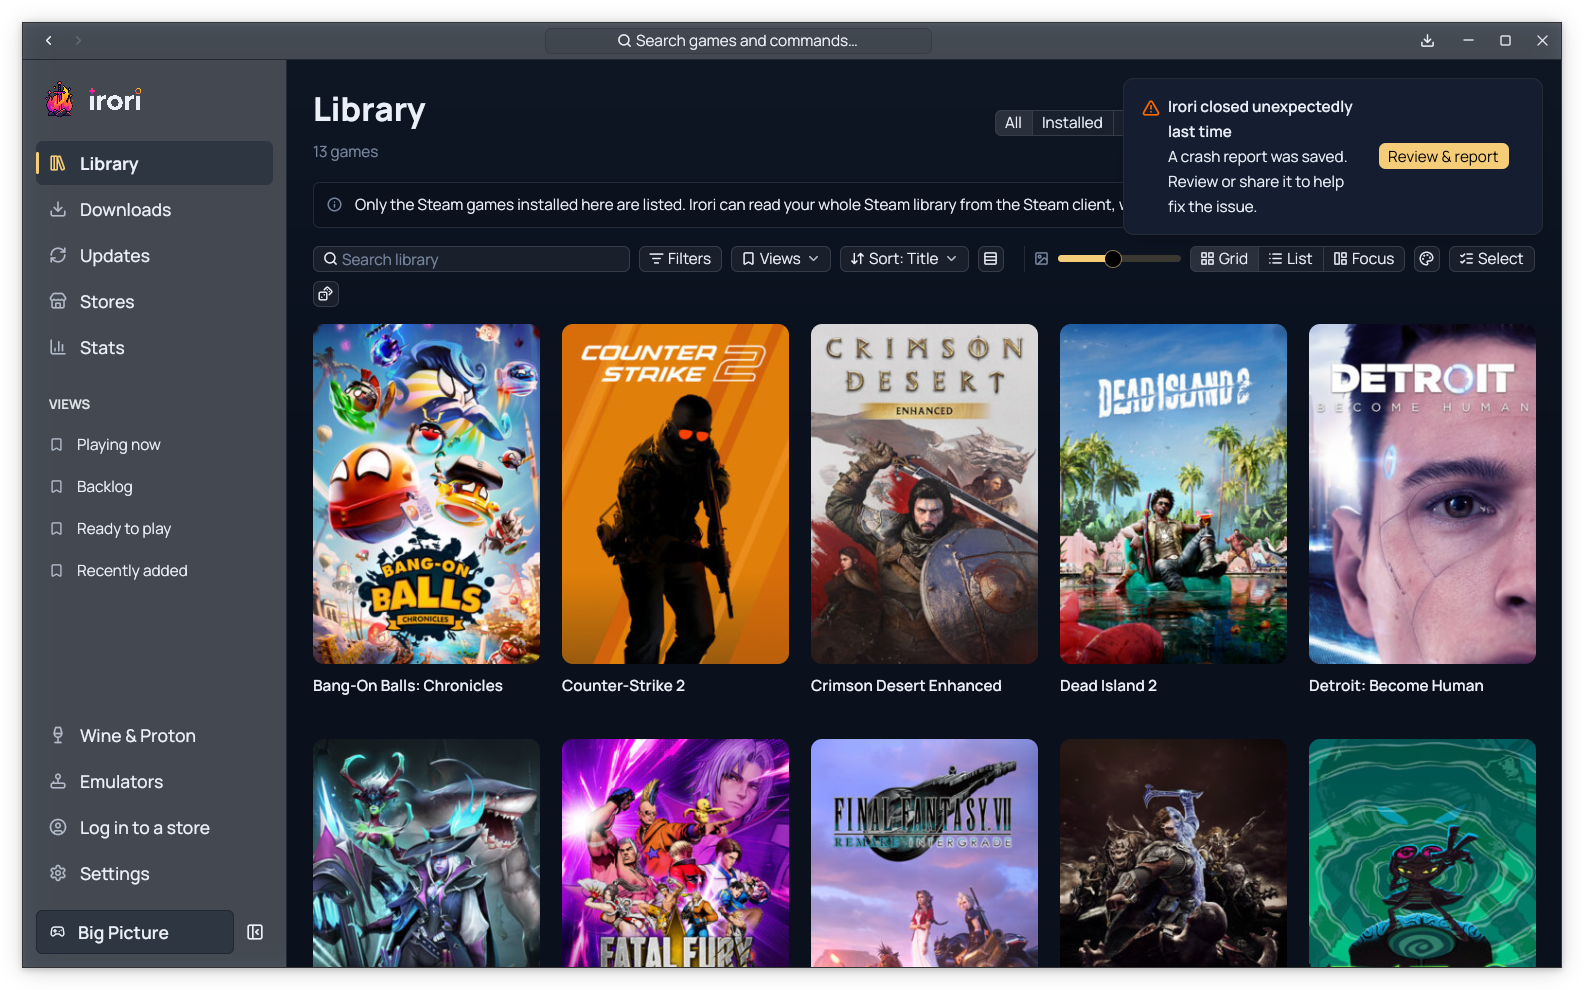 Search games and commands...
irori
Library
Downloads
Updates
Stores
Stats
VIEWS
Playing now
Backlog
Ready to play
Recently added
Wine & Proton
Emulators
Log in to a store
Settings
Big Picture
Library
13 games
All Installed
Irori closed unexpectedly
last time
A crash report was saved.
Review or share it to help
fix the issue.
Review & report
Only the Steam games installed here are listed. Irori can read your whole Steam library from the Steam client,
Search library
Filters
Views
Sort: Title
Grid
List
Focus
Select
BANG-ON
BALLS
CHRONICLES
COUNTER
STRIKE 2
CRIMSON
DESERT
ENHANCED
DEAD ISLAND 2
DETROIT
BECOME HUMAN
Bang-On Balls: Chronicles
Counter-Strike 2
Crimson Desert Enhanced
Dead Island 2
Detroit: Become Human
FATAL FURY
FINAL FANTASY VII
REMAKE INTERGRADE